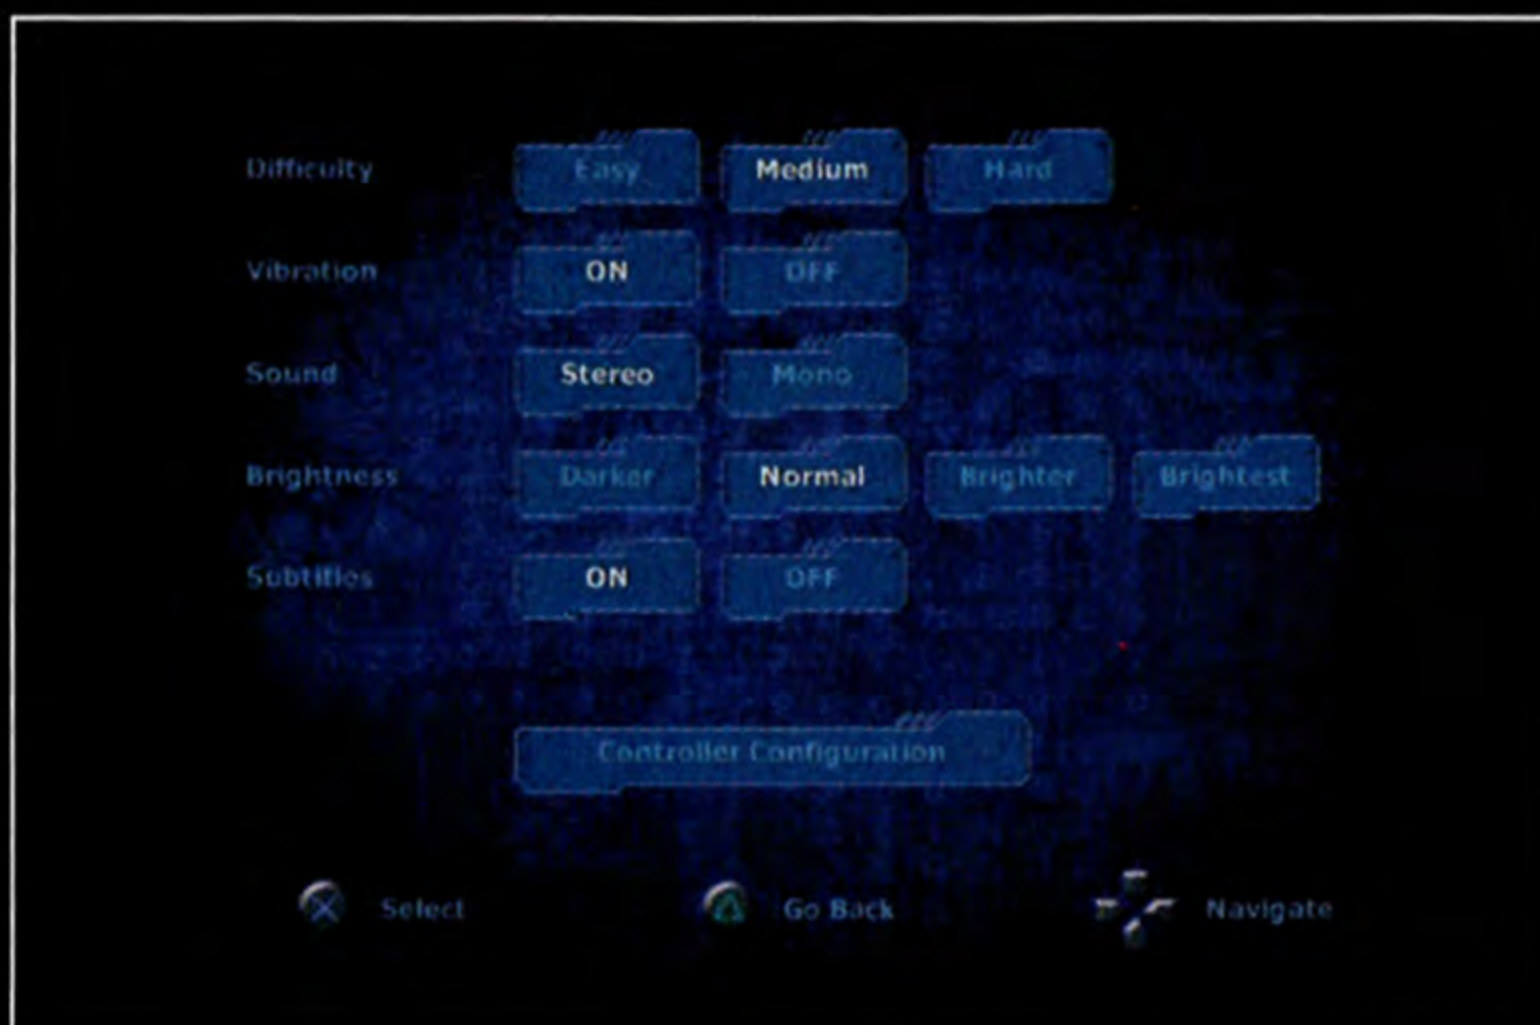 Difficulty Easy Medium Hard
Vibration ON OFF
Sound Stereo Mono
Brightness Darker Normal Brighter Brightest
Subtitles ON OFF
Controller Configuration
Select Go Back Navigate